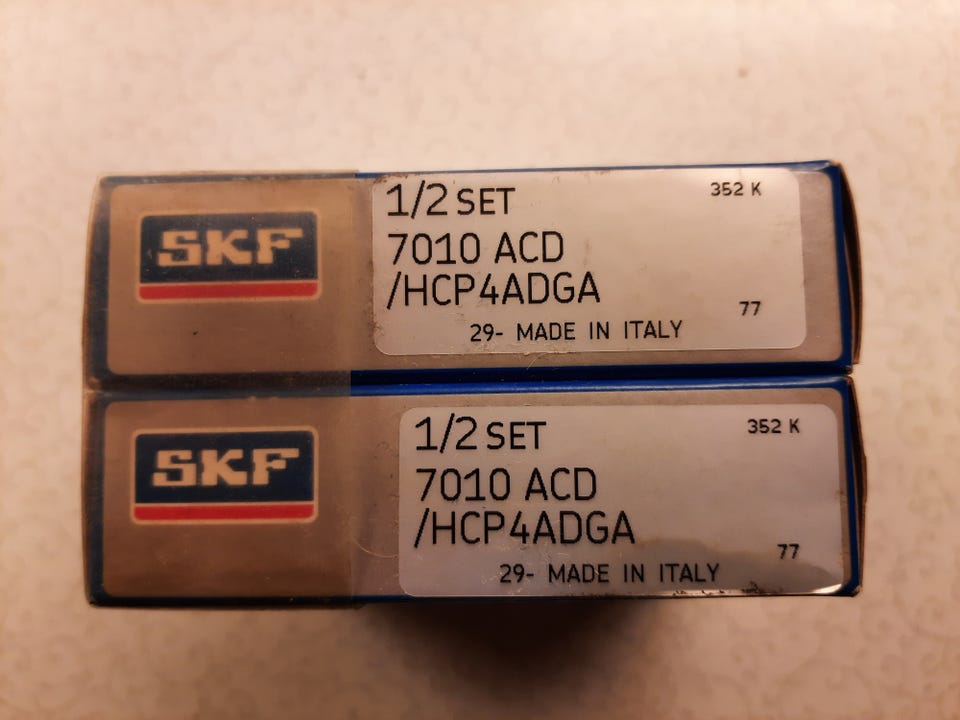 SKF
1/2 SET
352 K
7010 ACD
/HCP4ADGA
77
29- MADE IN ITALY
SKF
1/2 SET
352 K
7010 ACD
/HCP4ADGA
77
29- MADE IN ITALY